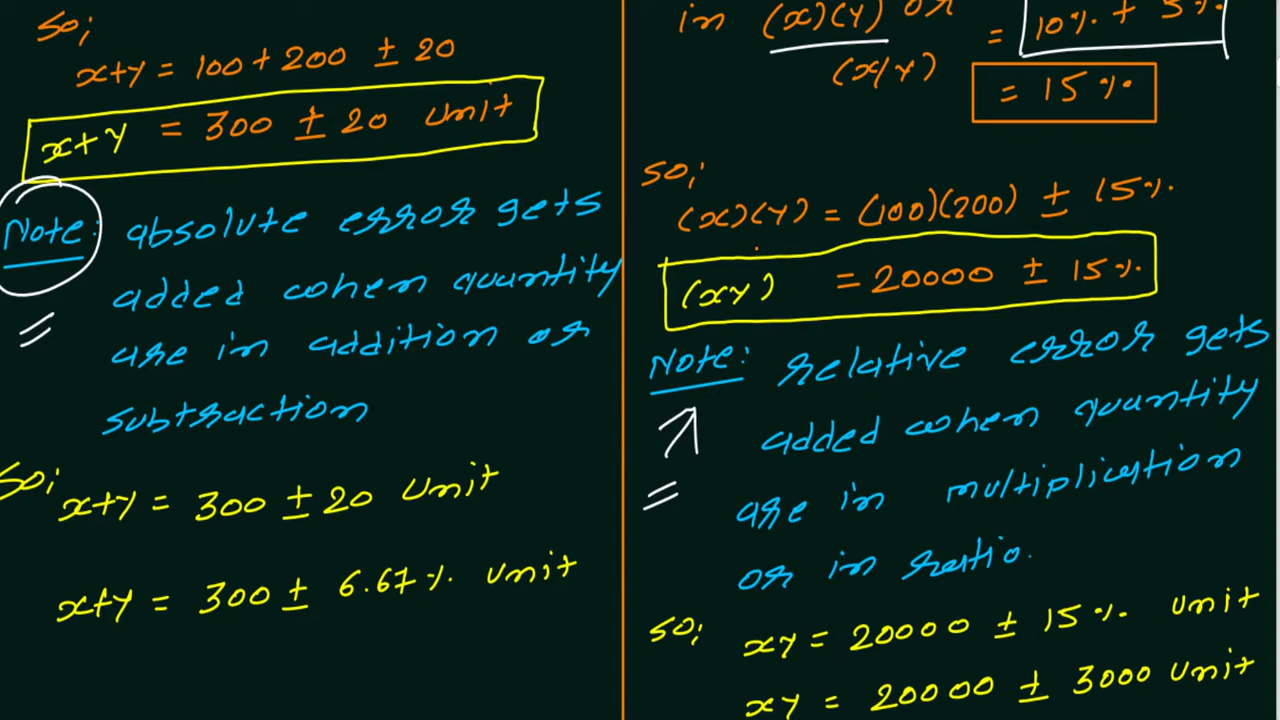 So;
x+y = 100 + 200 ± 20
x+y = 300 ± 20 unit
Note: absolute error gets
added when quantity
are in addition or
subtraction
So; x+y = 300 ± 20 unit
x+y = 300 ± 6.67 % unit
in (x)(y) or
(x/y)
= 10% + 5%
= 15 %
So;
(x)(y) = (100)(200) ± 15%
(xy) = 20000 ± 15%
Note: relative error gets
added when quantity
are in multiplication
or in ratio.
So; xy = 20000 ± 15% unit
xy = 20000 ± 3000 unit